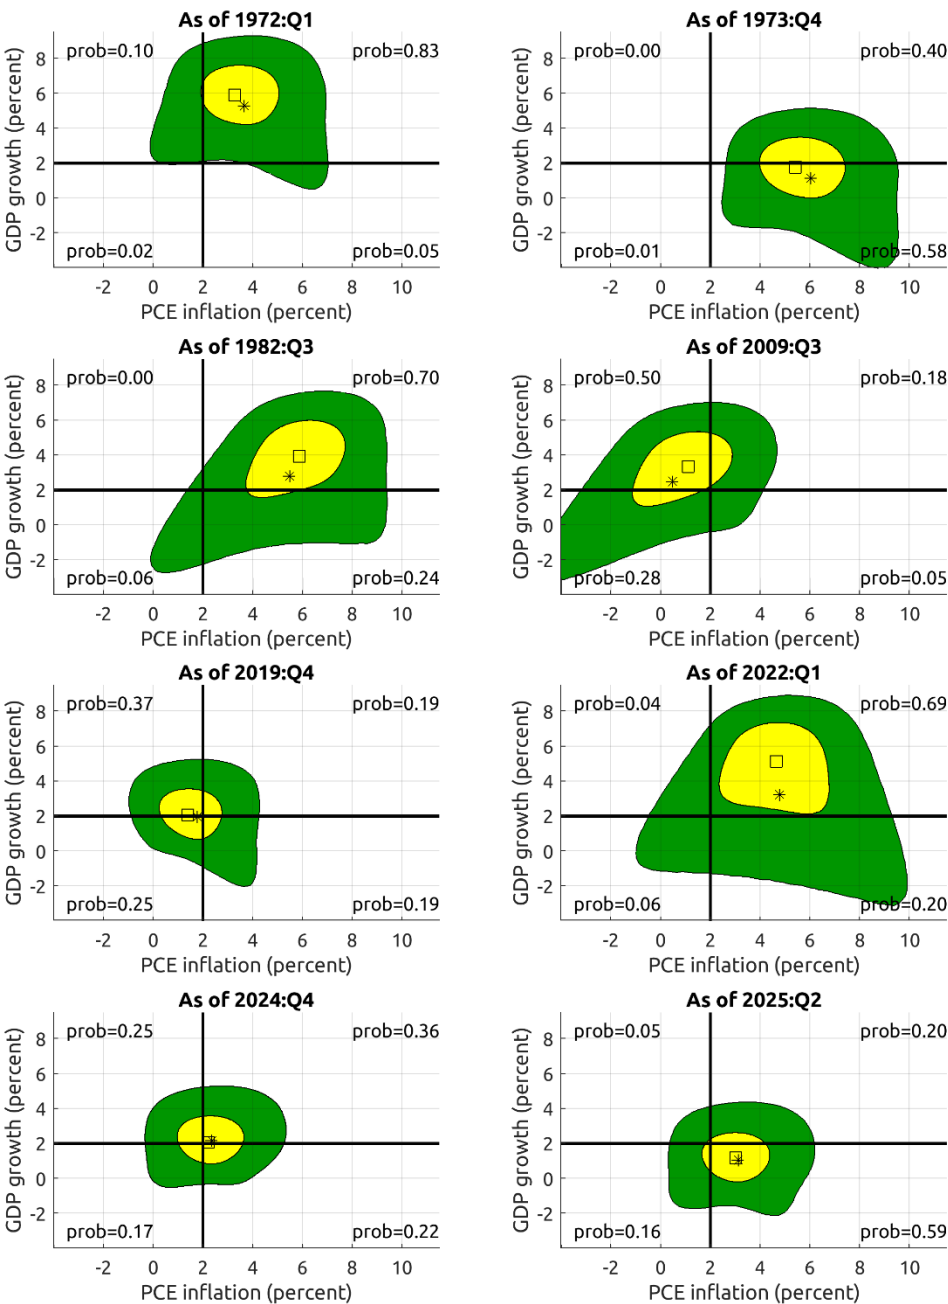 As of 1972:Q1
prob=0.10
prob=0.83
8
6
4
2
0
-2
GDP growth (percent)
prob=0.02
prob=0.05
-2 0 2 4 6 8 10
PCE inflation (percent)
As of 1973:Q4
prob=0.00
prob=0.40
8
6
4
2
0
-2
GDP growth (percent)
prob=0.01
prob=0.58
-2 0 2 4 6 8 10
PCE inflation (percent)
As of 1982:Q3
prob=0.00
prob=0.70
8
6
4
2
0
-2
GDP growth (percent)
prob=0.06
prob=0.24
-2 0 2 4 6 8 10
PCE inflation (percent)
As of 2009:Q3
prob=0.50
prob=0.18
8
6
4
2
0
-2
GDP growth (percent)
prob=0.28
prob=0.05
-2 0 2 4 6 8 10
PCE inflation (percent)
As of 2019:Q4
prob=0.37
prob=0.19
8
6
4
2
0
-2
GDP growth (percent)
prob=0.25
prob=0.19
-2 0 2 4 6 8 10
PCE inflation (percent)
As of 2022:Q1
prob=0.04
prob=0.69
8
6
4
2
0
-2
GDP growth (percent)
prob=0.06
prob=0.20
-2 0 2 4 6 8 10
PCE inflation (percent)
As of 2024:Q4
prob=0.25
prob=0.36
8
6
4
2
0
-2
GDP growth (percent)
prob=0.17
prob=0.22
-2 0 2 4 6 8 10
PCE inflation (percent)
As of 2025:Q2
prob=0.05
prob=0.20
8
6
4
2
0
-2
GDP growth (percent)
prob=0.16
prob=0.59
-2 0 2 4 6 8 10
PCE inflation (percent)